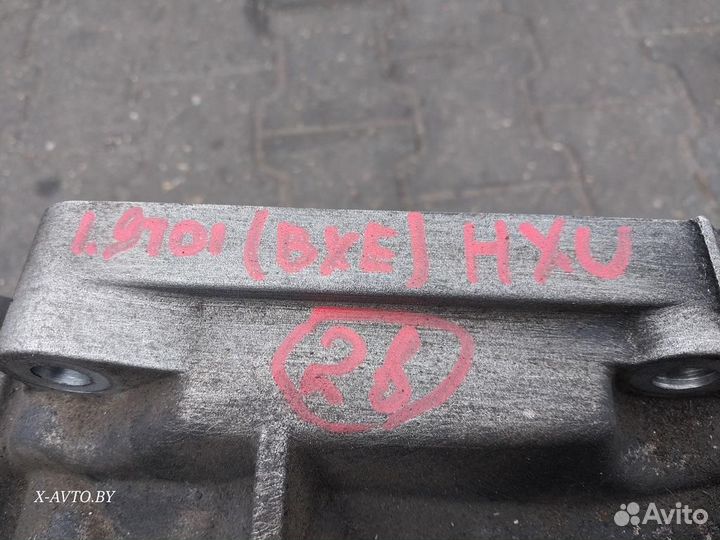 1.9TDI (BXE) HXU
28
X-AVTO.BY
Avito